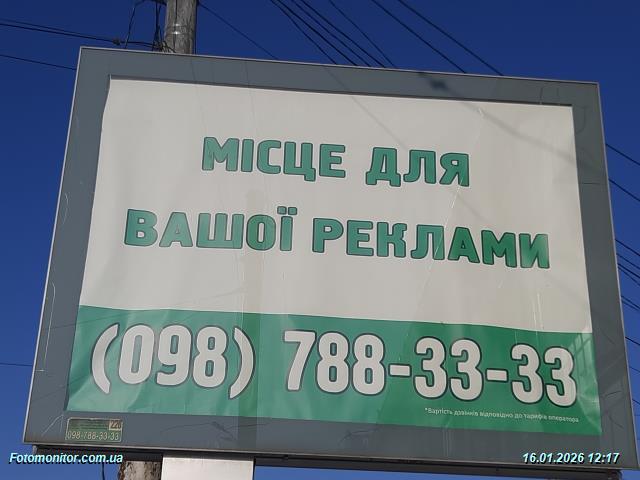 МІСЦЕ ДЛЯ
ВАШОЇ РЕКЛАМИ
(098) 788-33-33
*Вартість дзвінків відповідно до тарифів оператора
098-788-33-33
Fotomonitor.com.ua
16.01.2026 12:17